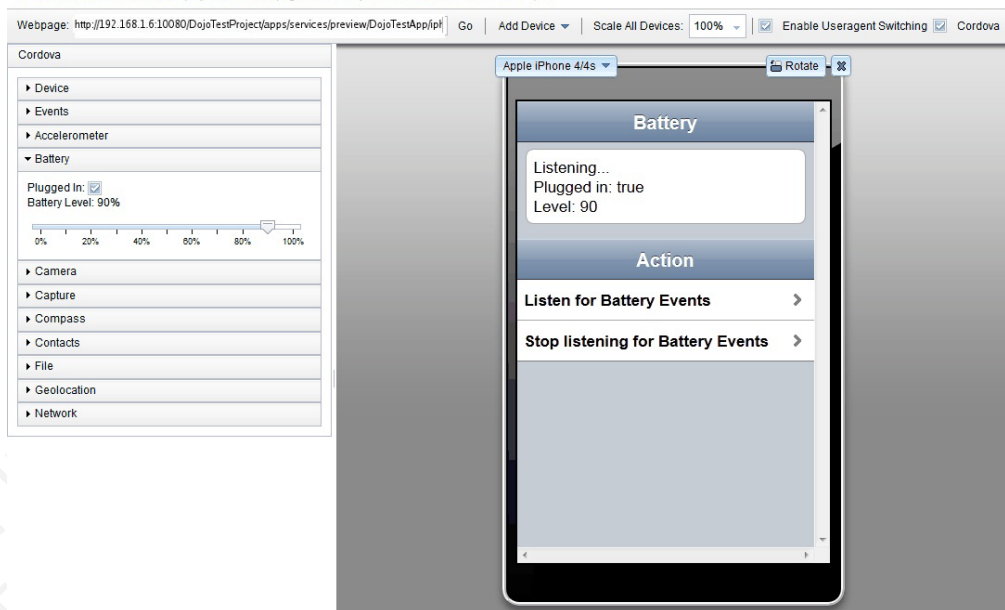 Webpage: http://192.168.1.6:10080/DojoTestProject/apps/services/preview/DojoTestApp/iph Go Add Device Scale All Devices: 100% Enable Useragent Switching Cordova
Cordova
Device
Events
Accelerometer
Battery
Plugged In:
Battery Level: 90%
0% 20% 40% 60% 80% 100%
Camera
Capture
Compass
Contacts
File
Geolocation
Network
Apple iPhone 4/4s Rotate
Battery
Listening...
Plugged in: true
Level: 90
Action
Listen for Battery Events
Stop listening for Battery Events